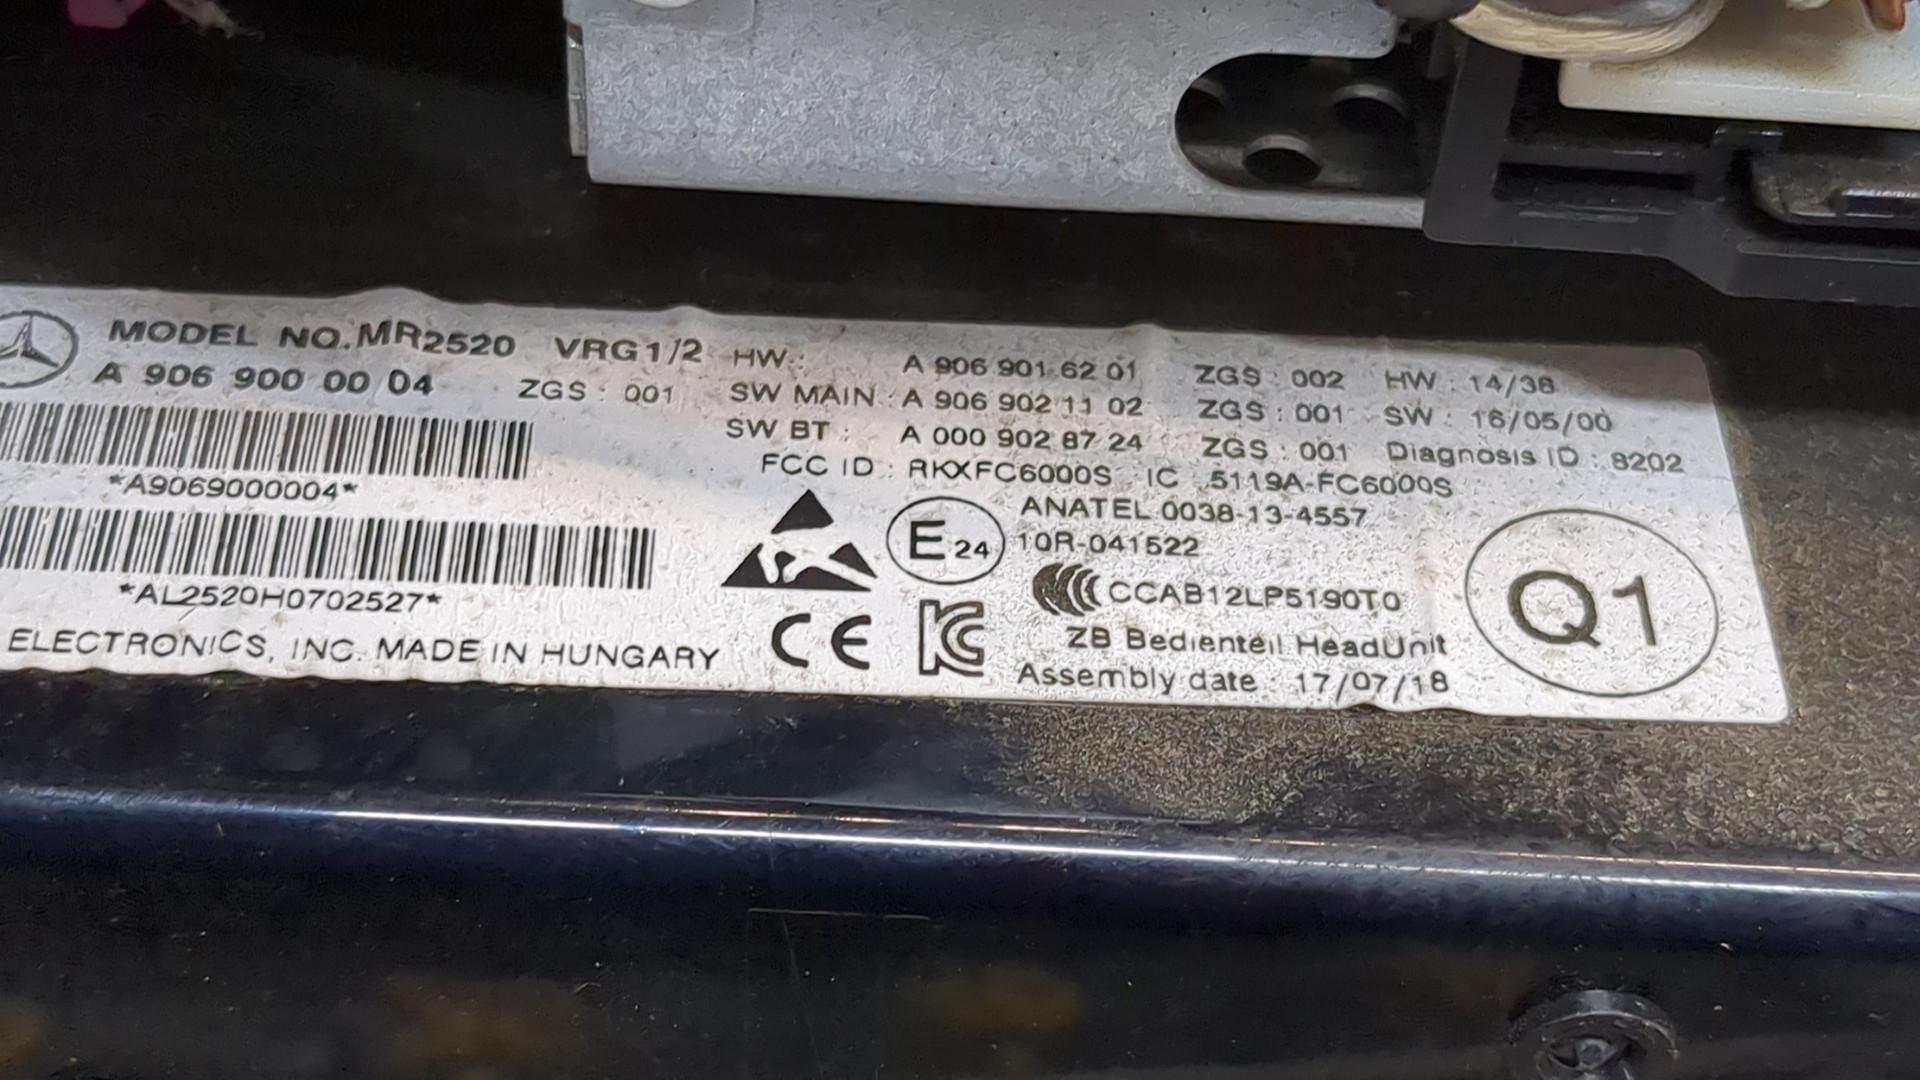 MODEL NO.MR2520 VRG1/2 HW.: A 906 901 62 01 ZGS : 002 HW : 14/38
A 906 900 00 04 ZGS : 001 SW MAIN : A 906 902 11 02 ZGS : 001 SW : 16/05/00
SW BT : A 000 902 87 24 ZGS : 001 Diagnosis ID : 8202
*A9069000004*
FCC ID : RKXFC6000S IC :5119A-FC6000S
ANATEL 0038-13-4557
E24 10R-041522
CCAB12LP5190T0
Q1
*AL2520H0702527*
CE KC
ZB Bedienteil HeadUnit
ELECTRONICS, INC. MADE IN HUNGARY
Assembly date : 17/07/18